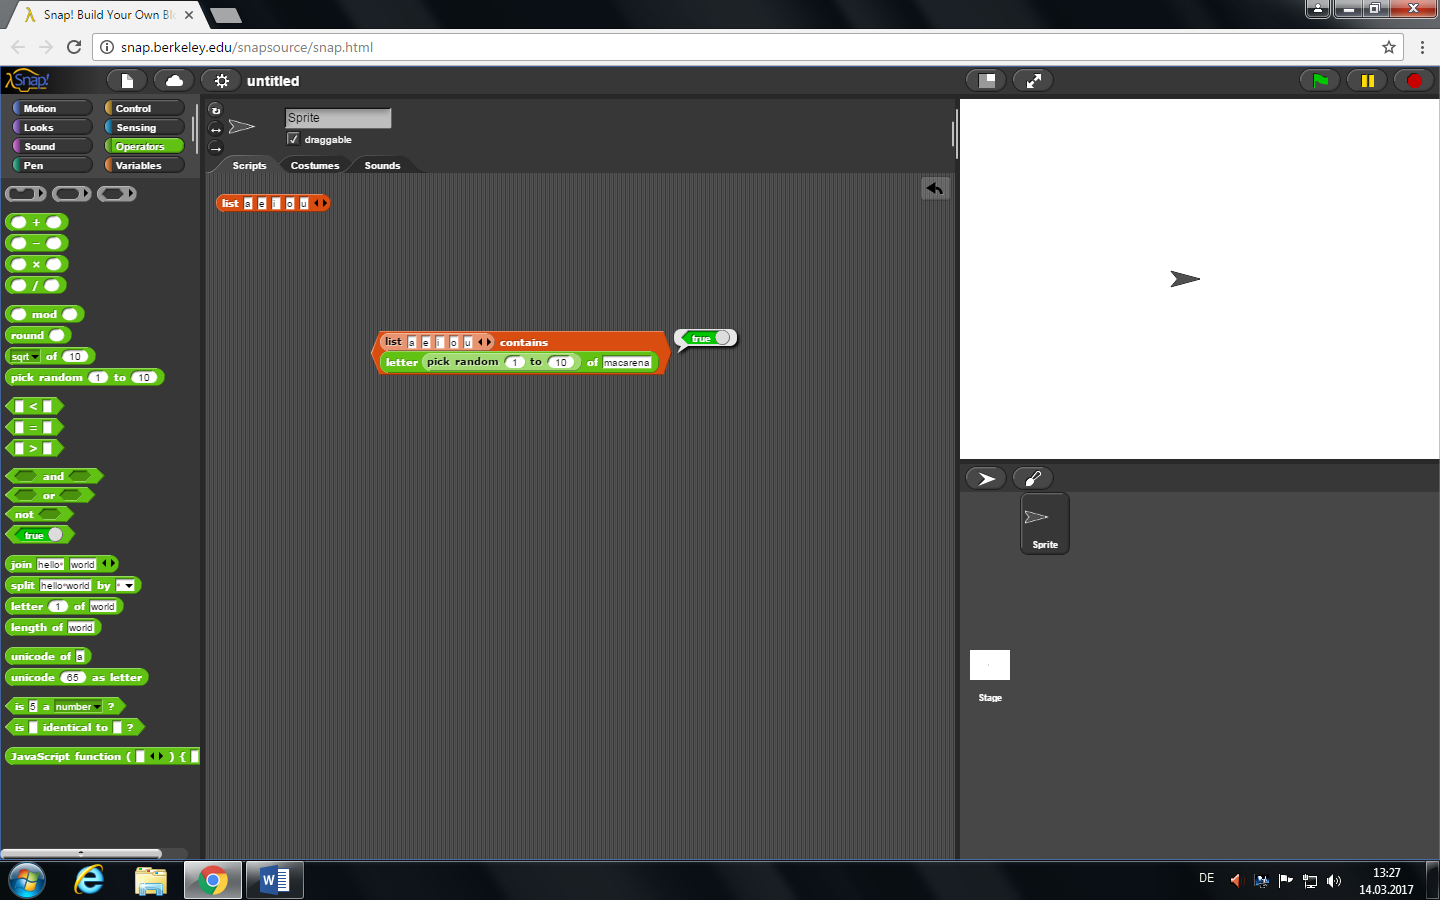 Snap! Build Your Own Bl
snap.berkeley.edu/snapsource/snap.html
Snap!
untitled
Motion
Control
Looks
Sensing
Sound
Operators
Pen
Variables
Sprite
draggable
Scripts
Costumes
Sounds
list a e i o u
+
−
×
/
mod
round
sqrt of 10
pick random 1 to 10
<
=
>
and
or
not
true
join hello world
split hello world by
letter 1 of world
length of world
unicode of a
unicode 65 as letter
is 5 a number ?
is identical to ?
JavaScript function ( ) {
list a e i o u contains
letter pick random 1 to 10 of macarena
true
Sprite
Stage
DE
13:27
14.03.2017